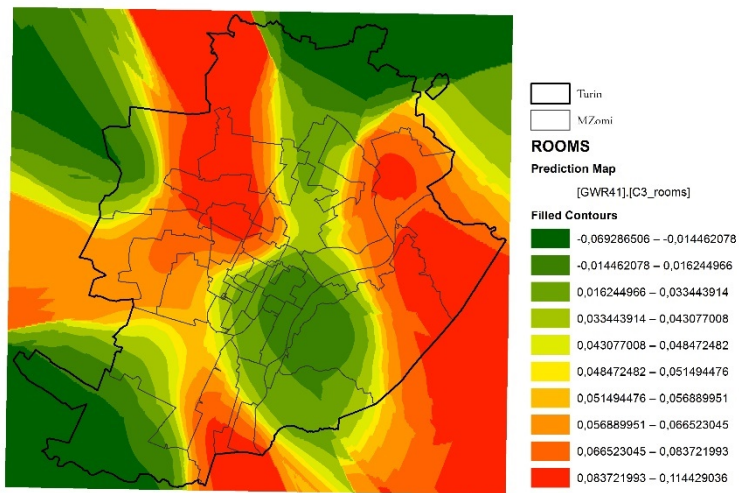 Turin
MZomi
ROOMS
Prediction Map
[GWR41].[C3_rooms]
Filled Contours
-0,069286506 – -0,014462078
-0,014462078 – 0,016244966
0,016244966 – 0,033443914
0,033443914 – 0,043077008
0,043077008 – 0,048472482
0,048472482 – 0,051494476
0,051494476 – 0,056889951
0,056889951 – 0,066523045
0,066523045 – 0,083721993
0,083721993 – 0,114429036